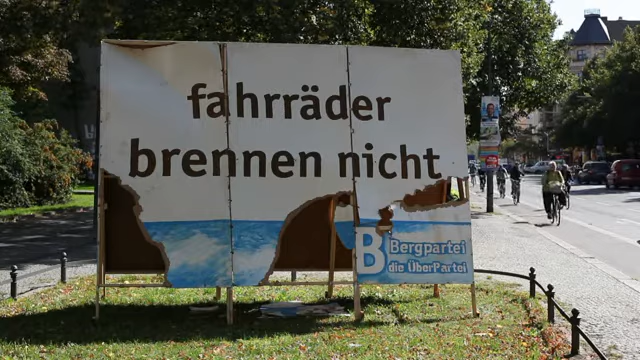 fahrräder
brennen nicht
B
Bergpartei
die ÜberPartei